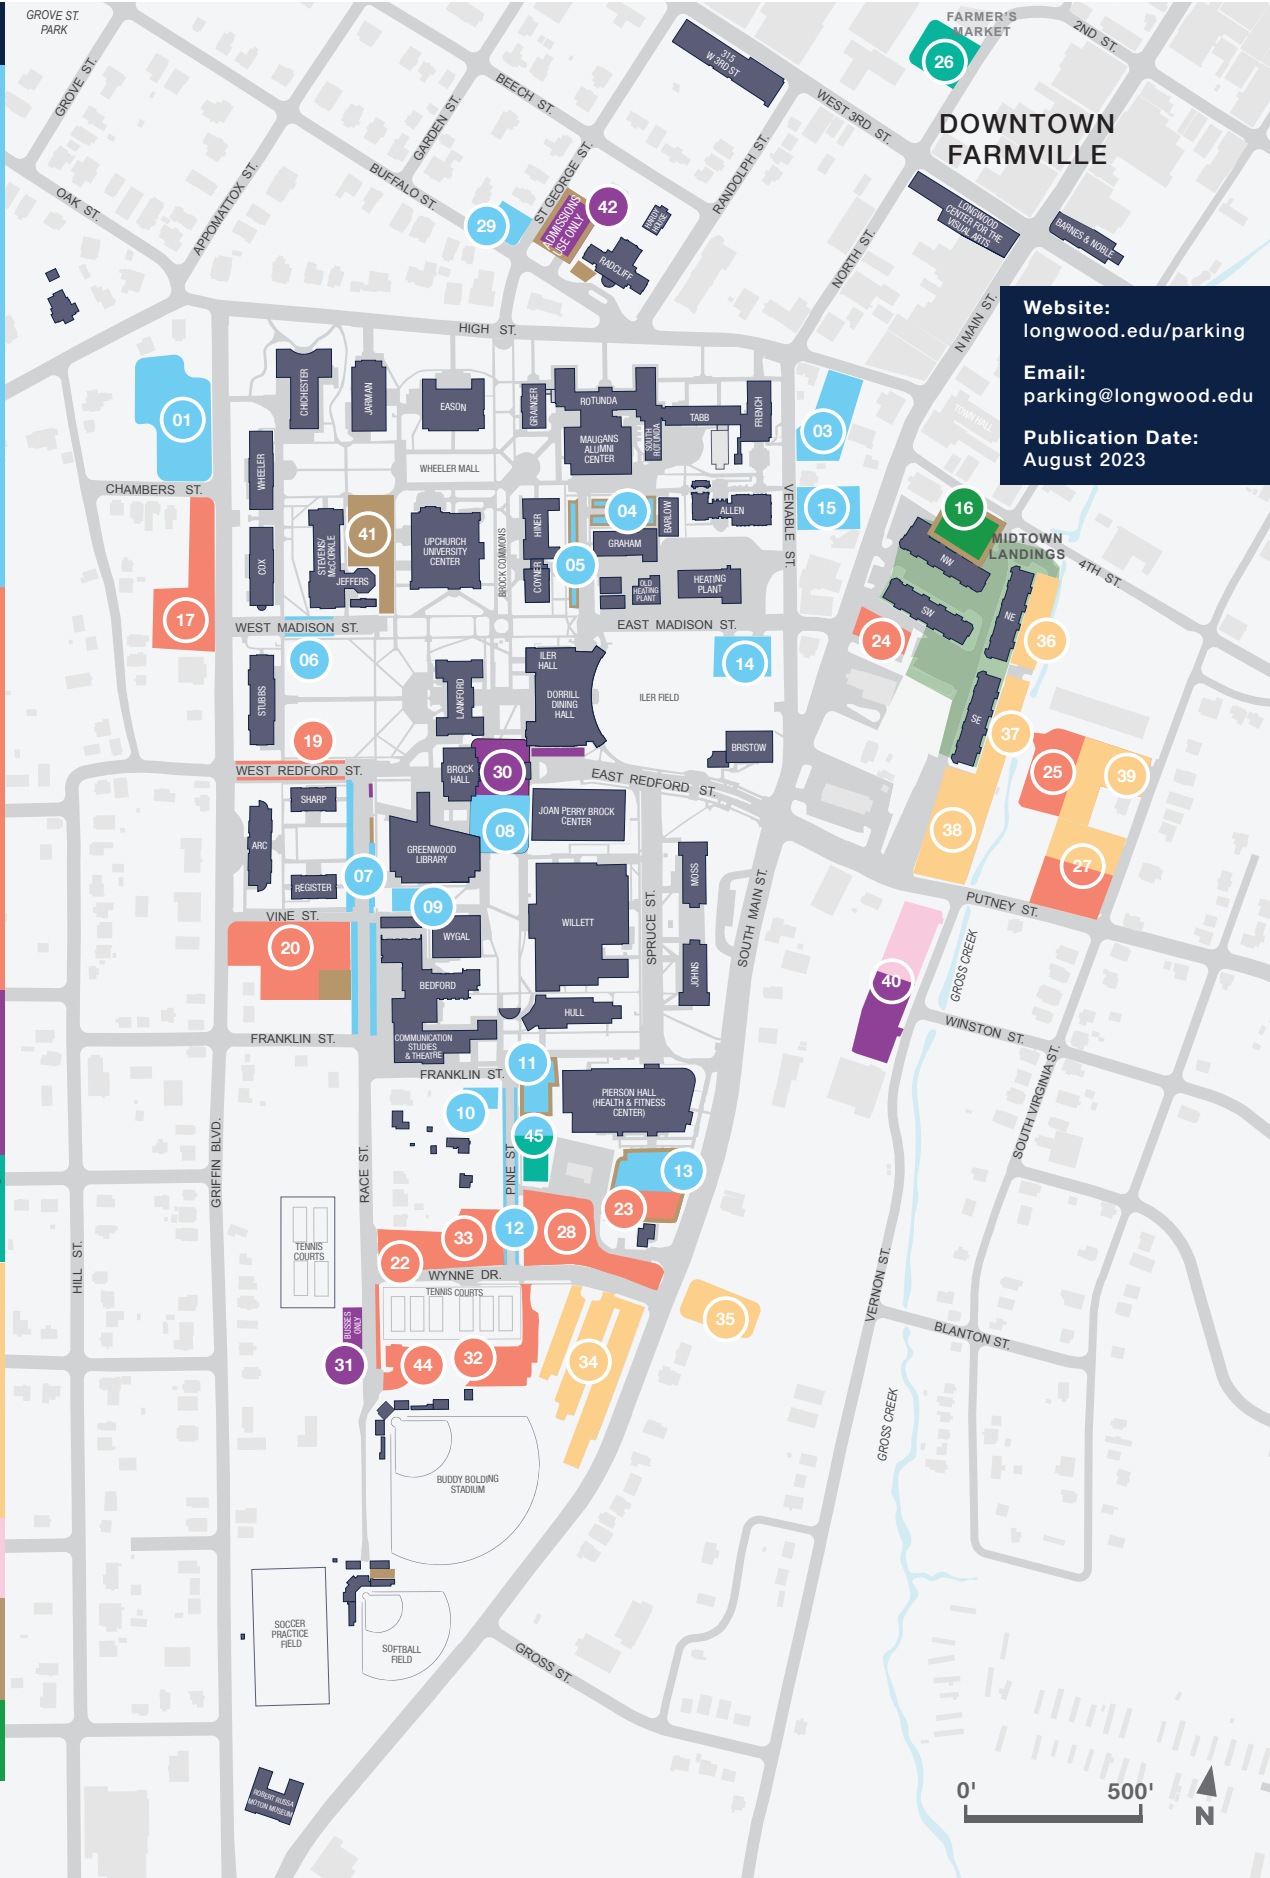 GROVE ST.
PARK
FARMER'S
MARKET
2ND ST.
26
315
W 3RD ST
GROVE ST.
BEECH ST.
GARDEN ST.
WEST 3RD ST.
DOWNTOWN
FARMVILLE
OAK ST.
APPOMATTOX ST.
BUFFALO ST.
ST GEORGE ST.
RANDOLPH ST.
29
42
ADMISSIONS
USE ONLY
HARDY
HOUSE
RADCLIFF
NORTH ST.
LONGWOOD
CENTER FOR THE
VISUAL ARTS
BARNES & NOBLE
N MAIN ST.
HIGH ST.
Website:
longwood.edu/parking
Email:
parking@longwood.edu
Publication Date:
August 2023
TOWN HALL
01
CHICHESTER
JARMAN
EASON
GRAINGER
ROTUNDA
TABB
FRENCH
SOUTH
ROTUNDA
MAUGANS
ALUMNI
CENTER
03
WHEELER
WHEELER MALL
CHAMBERS ST.
VENABLE ST.
15
16
MIDTOWN
LANDINGS
4TH ST.
41
STEVENS/
McCORKLE
JEFFERS
COX
UPCHURCH
UNIVERSITY
CENTER
BROCK COMMONS
HINER
COYNER
04
05
BARLOW
ALLEN
GRAHAM
OLD
HEATING
PLANT
HEATING
PLANT
NW
SW
NE
SE
17
WEST MADISON ST.
EAST MADISON ST.
24
36
06
14
STUBBS
LANKFORD
ILER
HALL
DORRILL
DINING
HALL
ILER FIELD
19
BRISTOW
37
WEST REDFORD ST.
BROCK
HALL
30
EAST REDFORD ST.
25
39
SHARP
ARC
REGISTER
GREENWOOD
LIBRARY
08
JOAN PERRY BROCK
CENTER
38
07
09
MOSS
27
VINE ST.
20
WYGAL
WILLETT
SPRUCE ST.
SOUTH MAIN ST.
PUTNEY ST.
BEDFORD
JOHNS
40
GROSS CREEK
HULL
FRANKLIN ST.
COMMUNICATION
STUDIES
& THEATRE
WINSTON ST.
11
FRANKLIN ST.
10
PIERSON HALL
(HEALTH & FITNESS
CENTER)
SOUTH VIRGINIA ST.
45
GRIFFIN BLVD.
RACE ST.
PINE ST
13
23
12
28
33
22
TENNIS
COURTS
HILL ST.
WYNNE DR.
TENNIS COURTS
VERNON ST.
BUSSES
ONLY
31
44
32
34
35
BLANTON ST.
GROSS CREEK
BUDDY BOLDING
STADIUM
SOCCER
PRACTICE
FIELD
SOFTBALL
FIELD
GROSS ST.
ROBERT RUSSA
MOTON MUSEUM
0'
500'
N